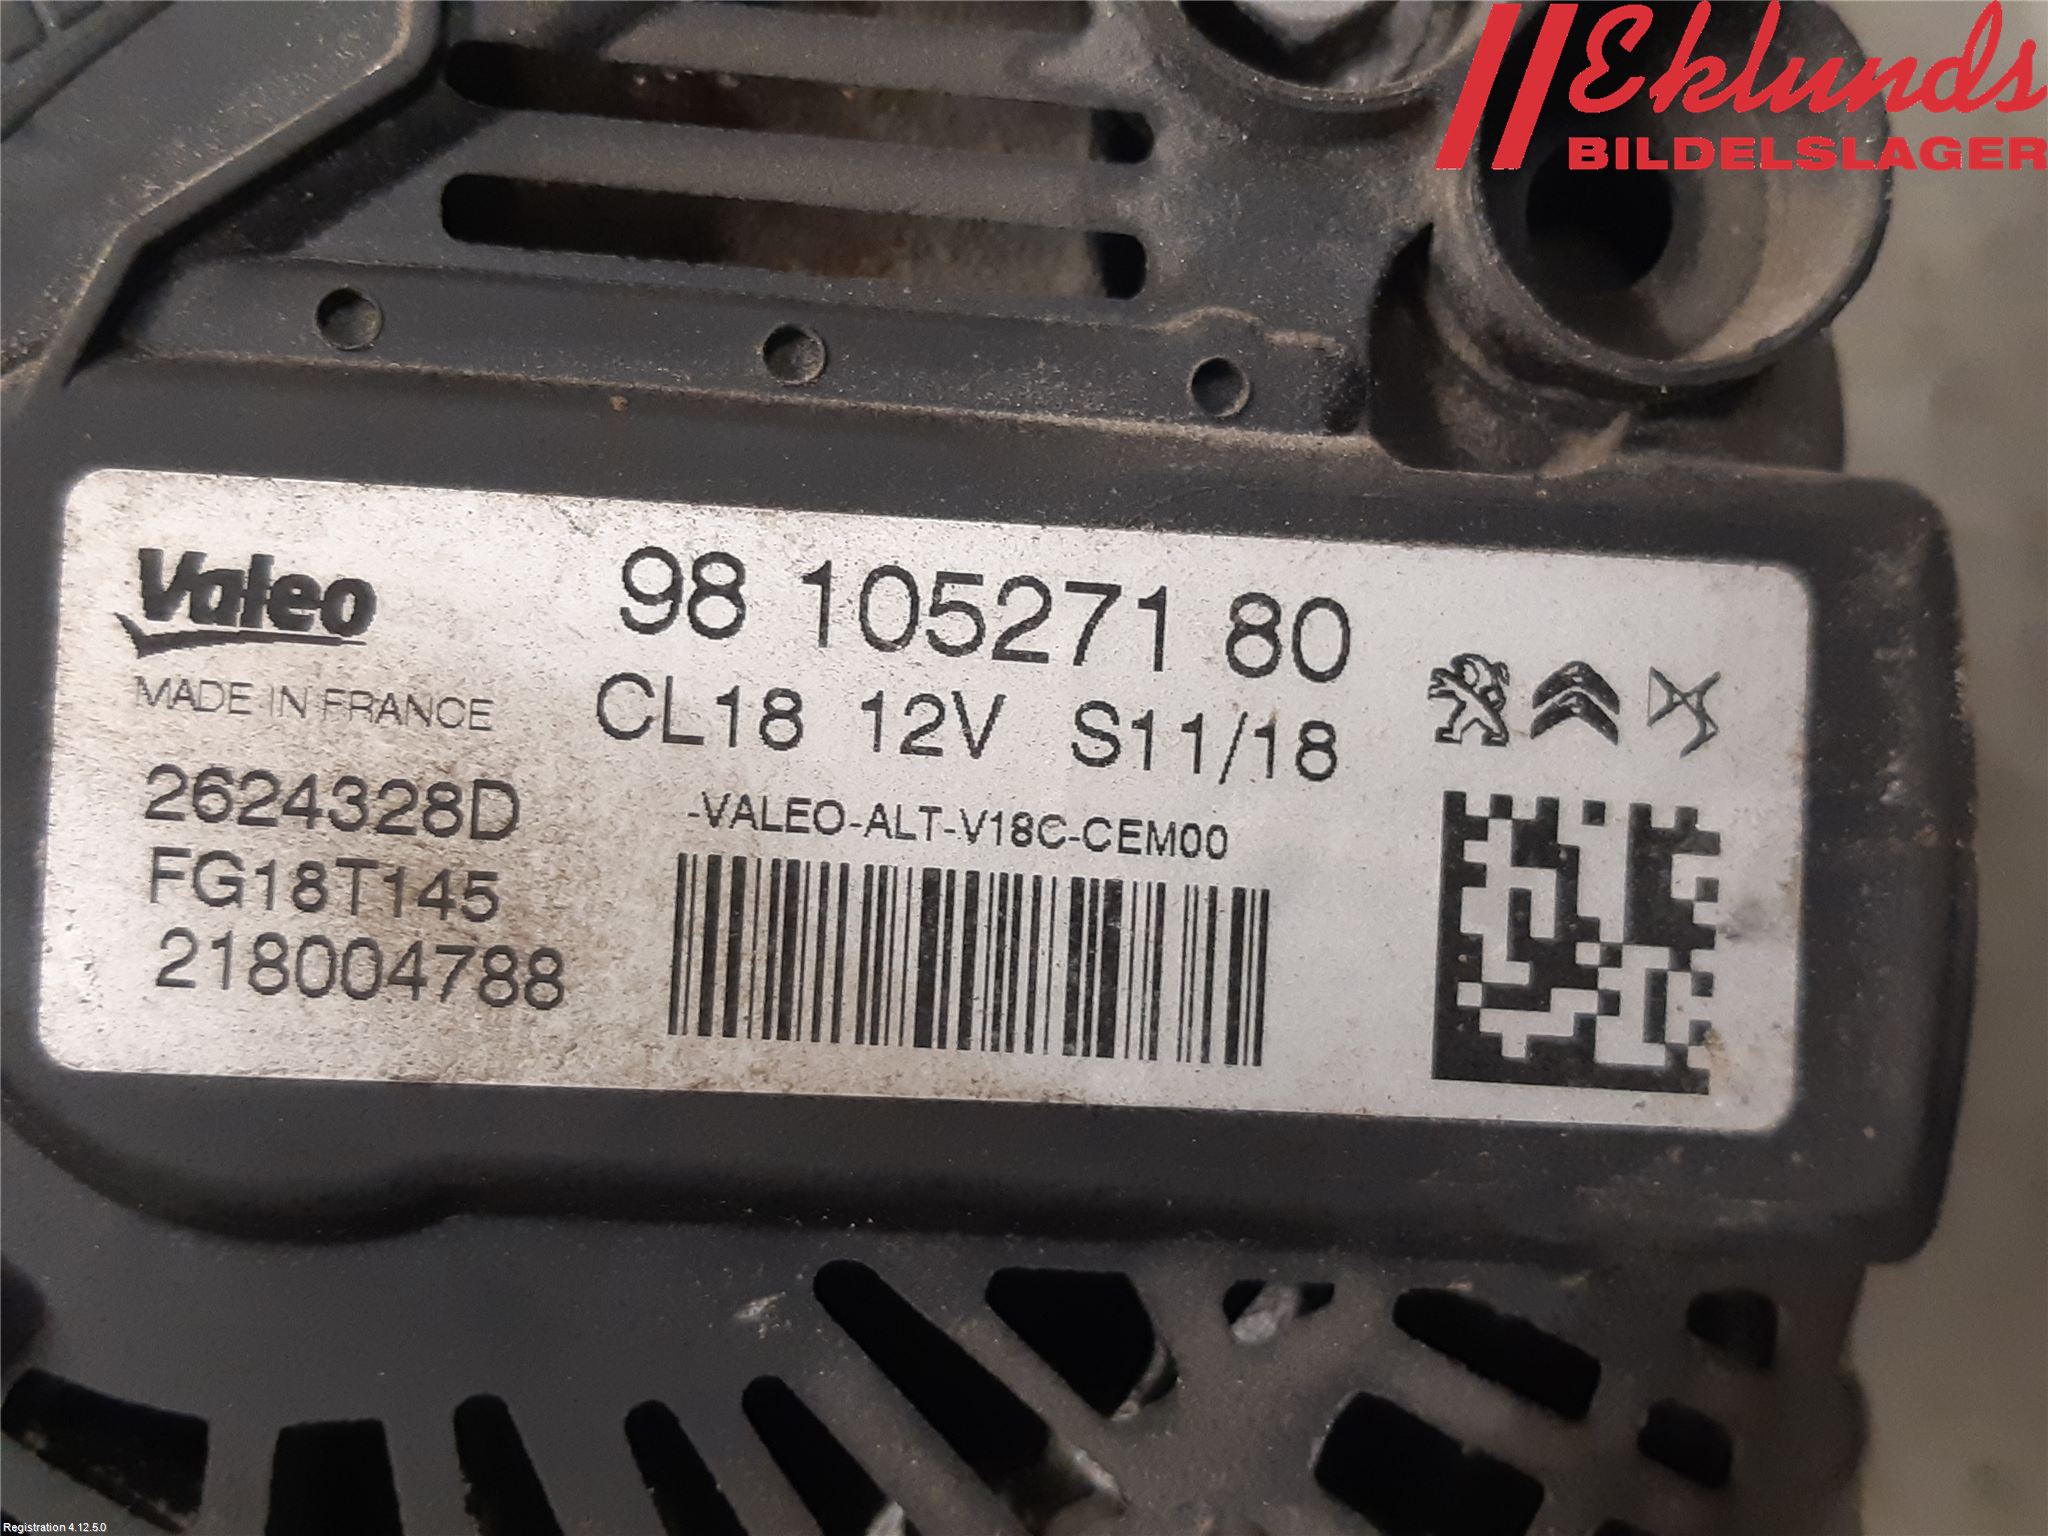 Eklunds
BILDELSLAGER
Valeo
98 105271 80
MADE IN FRANCE
CL18 12V S11/18
2624328D
-VALEO-ALT-V18C-CEM00
FG18T145
218004788
Registration 4.12.5.0